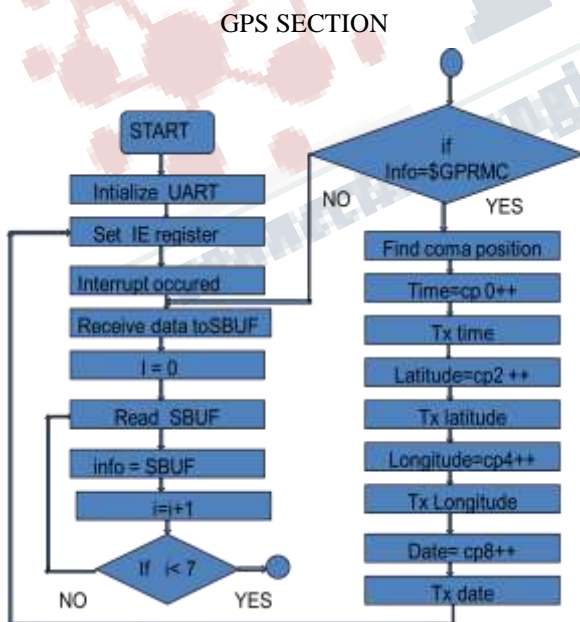 GPS SECTION
START
Intialize UART
Set IE register
Interrupt occured
Receive data toSBUF
I = 0
Read SBUF
info = SBUF
i=i+1
If i< 7
NO
YES
if
Info=$GPRMC
NO
YES
Find coma position
Time=cp 0++
Tx time
Latitude=cp2 ++
Tx latitude
Longitude=cp4++
Tx Longitude
Date= cp8++
Tx date